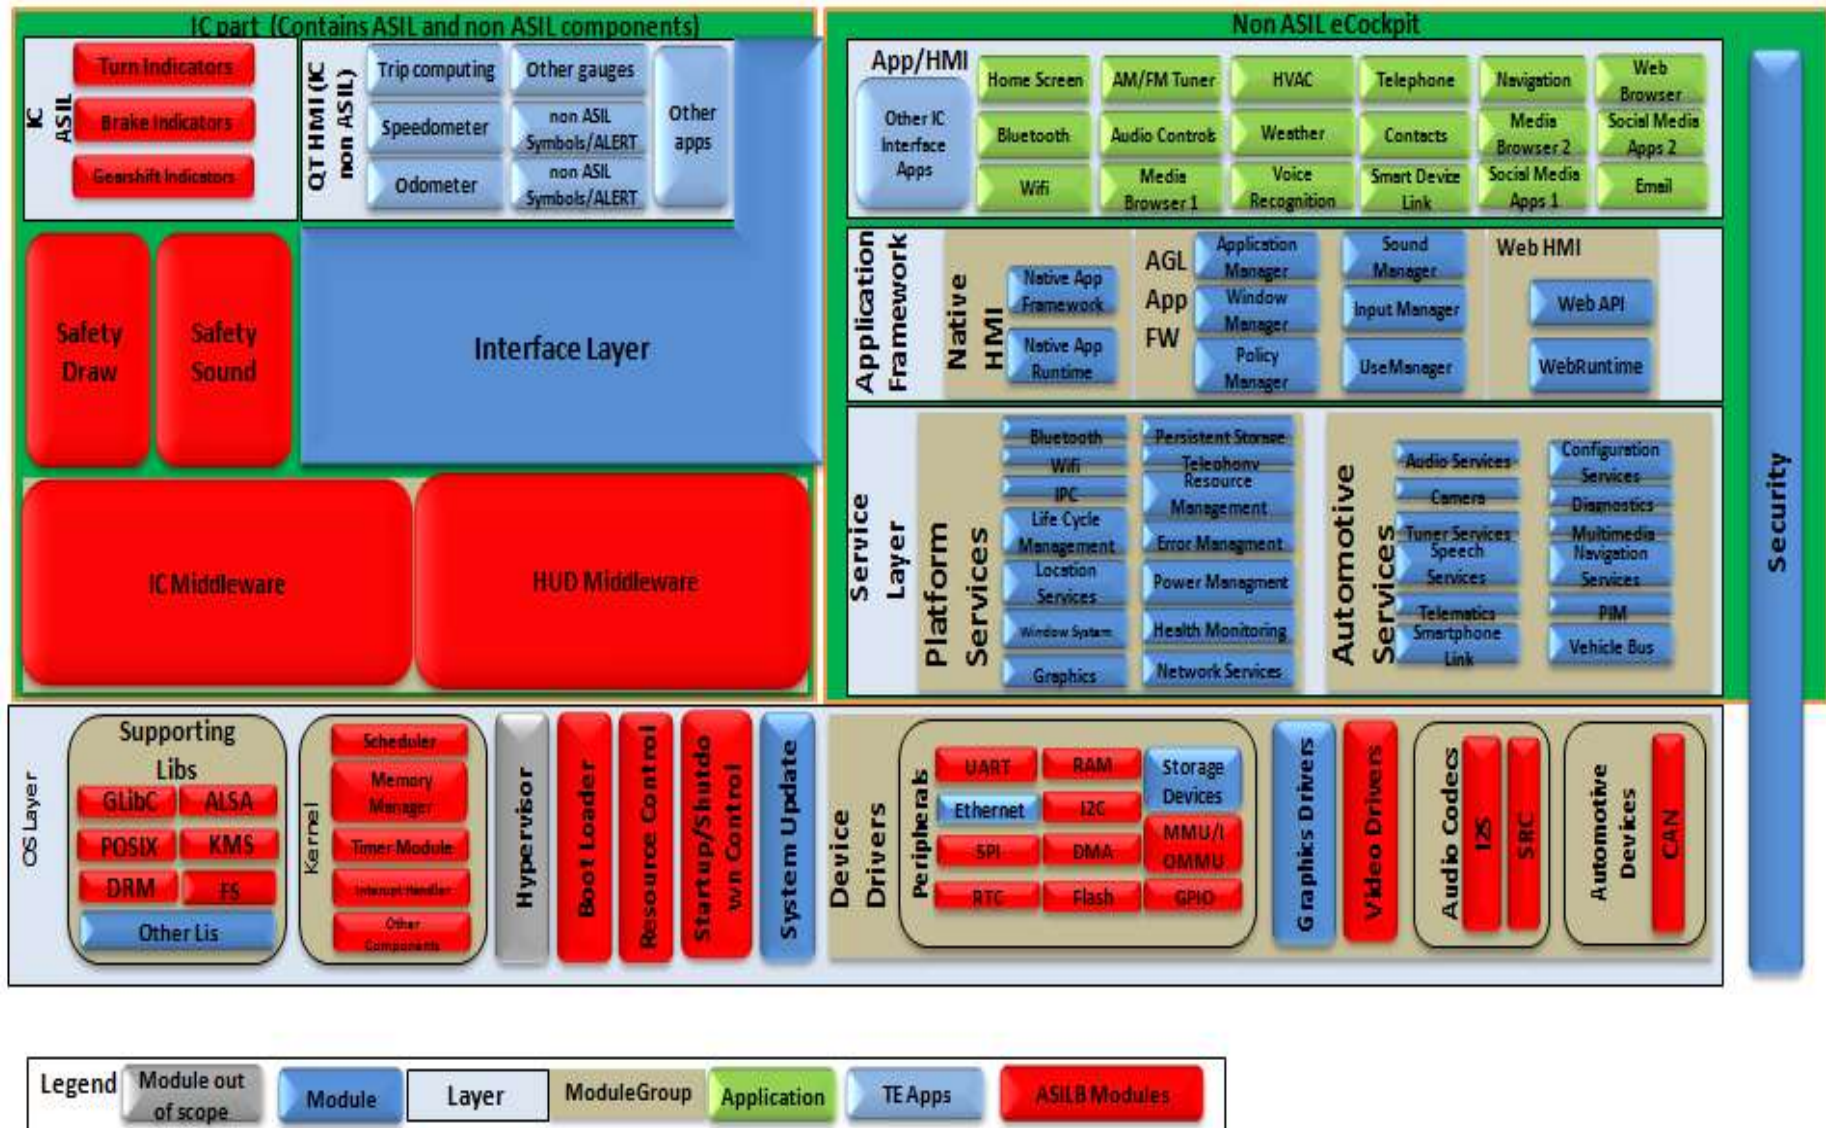 IC part (Contains ASIL and non ASIL components)
IC
ASIL
Turn Indicators
Brake Indicators
Gearshift Indicators
QT HMI (IC
non ASIL)
Trip computing
Other gauges
Speedometer
non ASIL
Symbols/ALERT
Odometer
non ASIL
Symbols/ALERT
Other
apps
Safety
Draw
Safety
Sound
Interface Layer
IC Middleware
HUD Middleware
Non ASIL eCockpit
App/HMI
Other IC
Interface
Apps
Home Screen
AM/FM Tuner
HVAC
Telephone
Navigation
Web
Browser
Bluetooth
Audio Controls
Weather
Contacts
Media
Browser 2
Social Media
Apps 2
Wifi
Media
Browser 1
Voice
Recognition
Smart Device
Link
Social Media
Apps 1
Email
Application
Framework
Native
HMI
Native App
Framework
Native App
Runtime
AGL
App
FW
Application
Manager
Sound
Manager
Window
Manager
Input Manager
Policy
Manager
UseManager
Web HMI
Web API
WebRuntime
Service
Layer
Platform
Services
Bluetooth
Wifi
IPC
Life Cycle
Management
Location
Services
Window System
Graphics
Persistent Storage
Telephony
Resource
Management
Error Managment
Power Managment
Health Monitoring
Network Services
Automotive
Services
Audio Services
Camera
Tuner Services
Speech
Services
Telematics
Smartphone
Link
Configuration
Services
Diagnostics
Multimedia
Navigation
Services
PIM
Vehicle Bus
Security
OS Layer
Supporting
Libs
GLibC
ALSA
POSIX
KMS
DRM
FS
Other Lis
Kernel
Scheduler
Memory
Manager
Timer Module
Interrupt Handler
Other
Components
Hypervisor
Boot Loader
Resource Control
Startup/Shutdo
wn Control
System Update
Device
Drivers
Peripherals
UART
RAM
Storage
Devices
Ethernet
I2C
SPI
DMA
MMU/I
OMMU
RTC
Flash
GPIO
Graphics Drivers
Video Drivers
Audio Codecs
I2S
SRC
Automotive
Devices
CAN
Legend
Module out
of scope
Module
Layer
ModuleGroup
Application
TE Apps
ASILB Modules